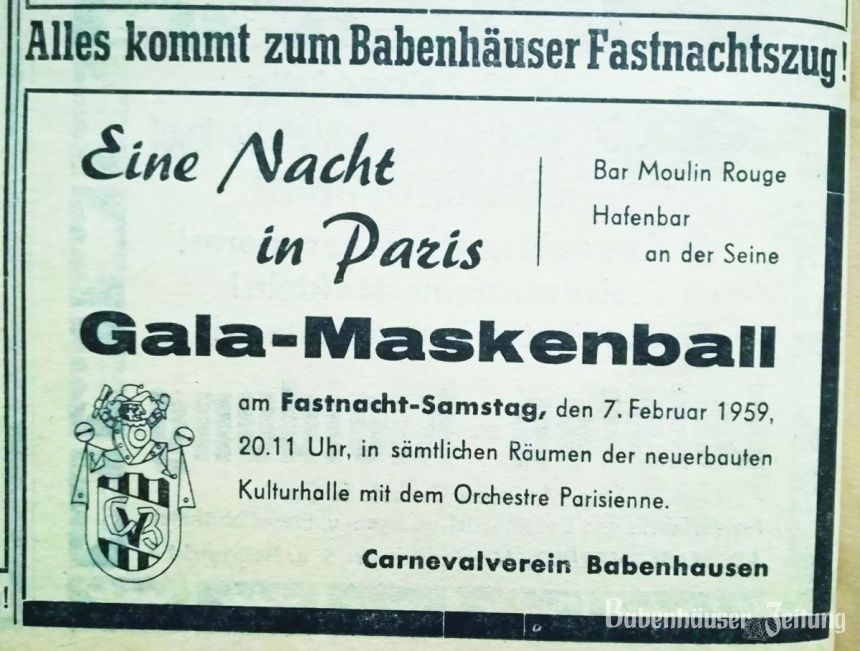 Alles kommt zum Babenhäuser Fastnachtszug!
Eine Nacht
in Paris
Bar Moulin Rouge
Hafenbar
an der Seine
Gala-Maskenball
am Fastnacht-Samstag, den 7. Februar 1959,
20.11 Uhr, in sämtlichen Räumen der neuerbauten
Kulturhalle mit dem Orchestre Parisienne.
CVB
Carnevalverein Babenhausen
Babenhäuser Zeitung